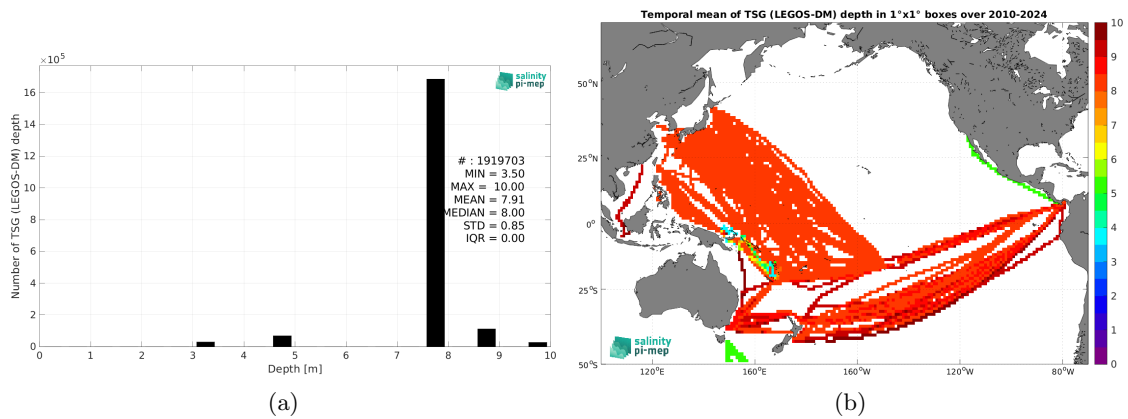 ×10⁵
16
14
12
10
8
6
4
2
0
Number of TSG (LEGOS-DM) depth
salinity
pi-mep
# : 1919703
MIN = 3.50
MAX = 10.00
MEAN = 7.91
MEDIAN = 8.00
STD = 0.85
IQR = 0.00
0 1 2 3 4 5 6 7 8 9 10
Depth [m]
(a)
Temporal mean of TSG (LEGOS-DM) depth in 1°x1° boxes over 2010-2024
50°N
25°N
0°
25°S
50°S
120°E 160°E 160°W 120°W 80°W
salinity
pi-mep
10
9
8
7
6
5
4
3
2
1
0
(b)